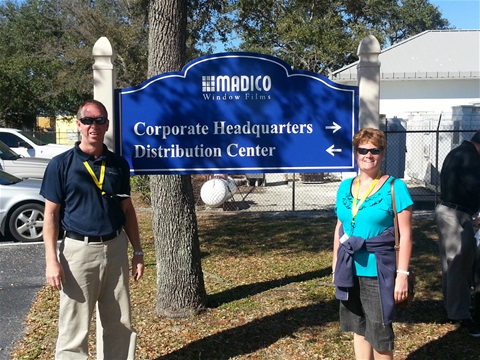 MADICO
Window Films
Corporate Headquarters →
Distribution Center ←